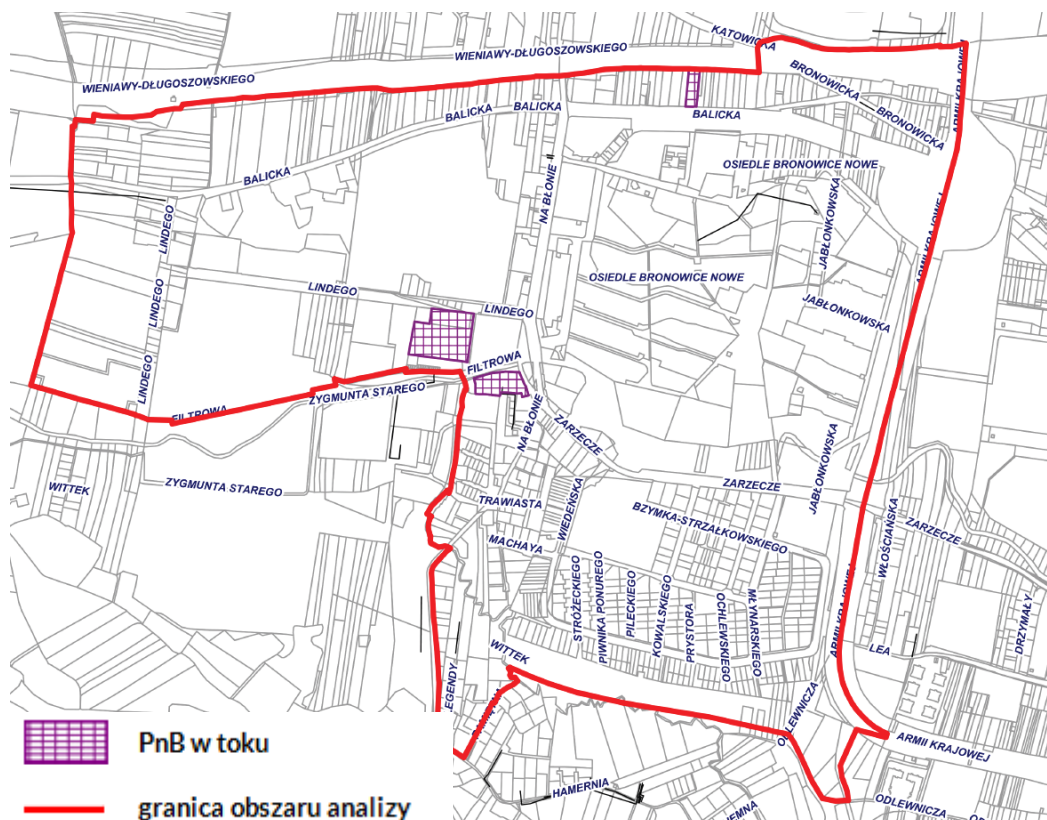 KATOWICKA
WIENIAWY-DŁUGOSZOWSKIEGO
WIENIAWY-DŁUGOSZOWSKIEGO
ARMII KRAJOWEJ
BRONOWICKA
BRONOWICKA
BALICKA
BALICKA
BALICKA
BALICKA
OSIEDLE BRONOWICE NOWE
NA BŁONIE
JABŁONKOWSKA
LINDEGO
ARMII KRAJOWEJ
OSIEDLE BRONOWICE NOWE
LINDEGO
LINDEGO
LINDEGO
JABŁONKOWSKA
FILTROWA
LINDEGO
ZYGMUNTA STAREGO
FILTROWA
NA BŁONIE
ZARZECZE
JABŁONKOWSKA
WITTEK
ZYGMUNTA STAREGO
ZARZECZE
TRAWIASTA
WIEDEŃSKA
BZYMKA-STRZAŁKOWSKIEGO
ZARZECZE
MACHAYA
WŁOŚCIAŃSKA
STRÓŻECKIEGO
PIWNIKA PONUREGO
PILECKIEGO
KOWALSKIEGO
PRYSTORA
OCHLEWSKIEGO
MŁYNARSKIEGO
ARMII KRAJOWEJ
DRZYMAŁY
LEA
WITTEK
EGENDY
ODLEWNICZA
ARMII KRAJOWEJ
HAMERNIA
ODLEWNICZA
EMNA
PnB w toku
granica obszaru analizy